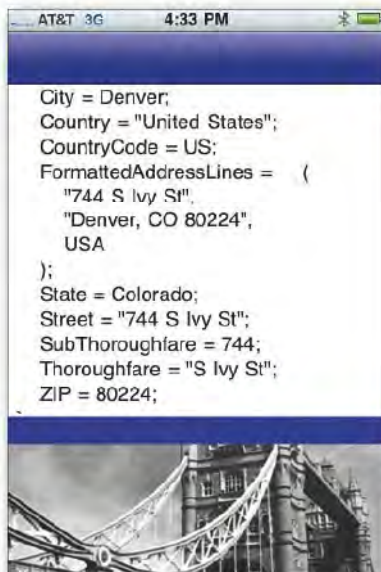 AT&T 3G 4:33 PM
City = Denver;
Country = "United States";
CountryCode = US;
FormattedAddressLines = (
"744 S Ivy St",
"Denver, CO 80224",
USA
);
State = Colorado;
Street = "744 S Ivy St";
SubThoroughfare = 744;
Thoroughfare = "S Ivy St";
ZIP = 80224;